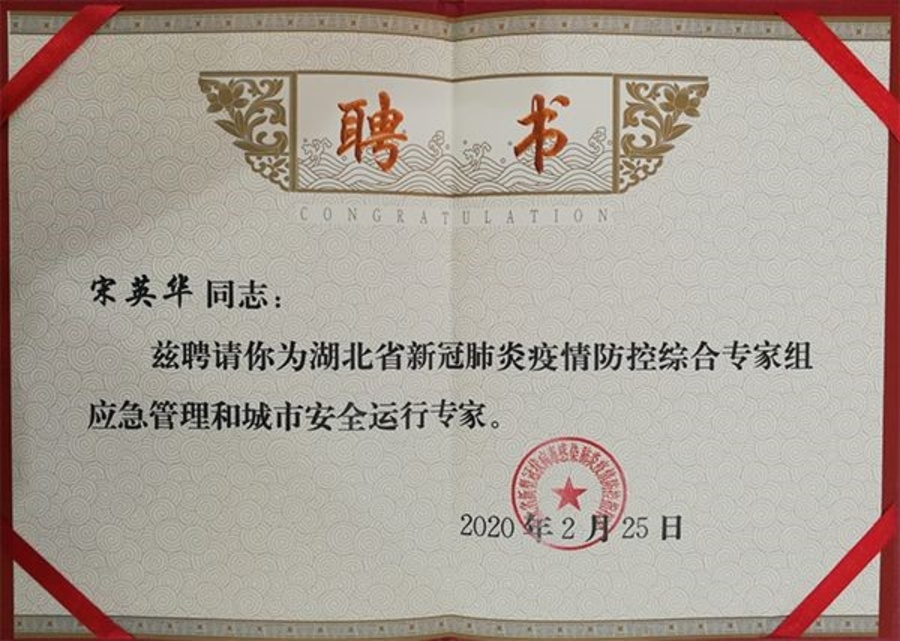 聘书
CONGRATULATION
宋英华同志：
兹聘请你为湖北省新冠肺炎疫情防控综合专家组
应急管理和城市安全运行专家。
2020年2月25日